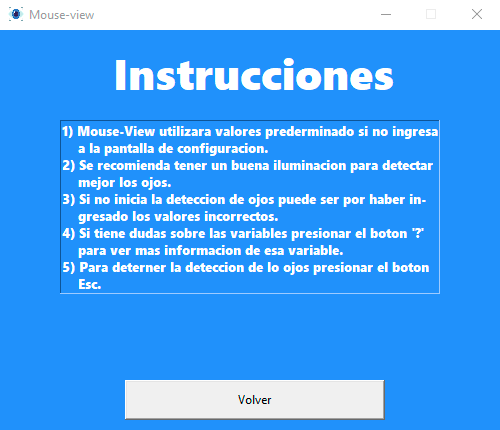 Mouse-view
Instrucciones
1) Mouse-View utilizara valores prederminado si no ingresa
a la pantalla de configuracion.
2) Se recomienda tener un buena iluminacion para detectar
mejor los ojos.
3) Si no inicia la deteccion de ojos puede ser por haber in-
gresado los valores incorrectos.
4) Si tiene dudas sobre las variables presionar el boton '?'
para ver mas informacion de esa variable.
5) Para deterner la deteccion de lo ojos presionar el boton
Esc.
Volver